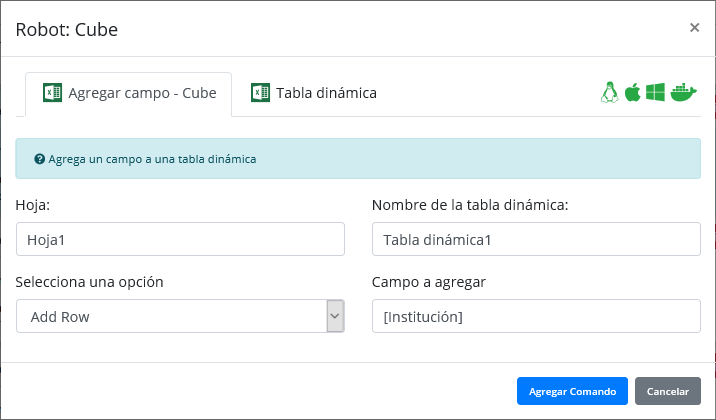 Robot: Cube
×
Agregar campo - Cube
Tabla dinámica
Agrega un campo a una tabla dinámica
Hoja:
Nombre de la tabla dinámica:
Hoja1
Tabla dinámica1
Selecciona una opción
Campo a agregar
Add Row
[Institución]
Agregar Comando
Cancelar